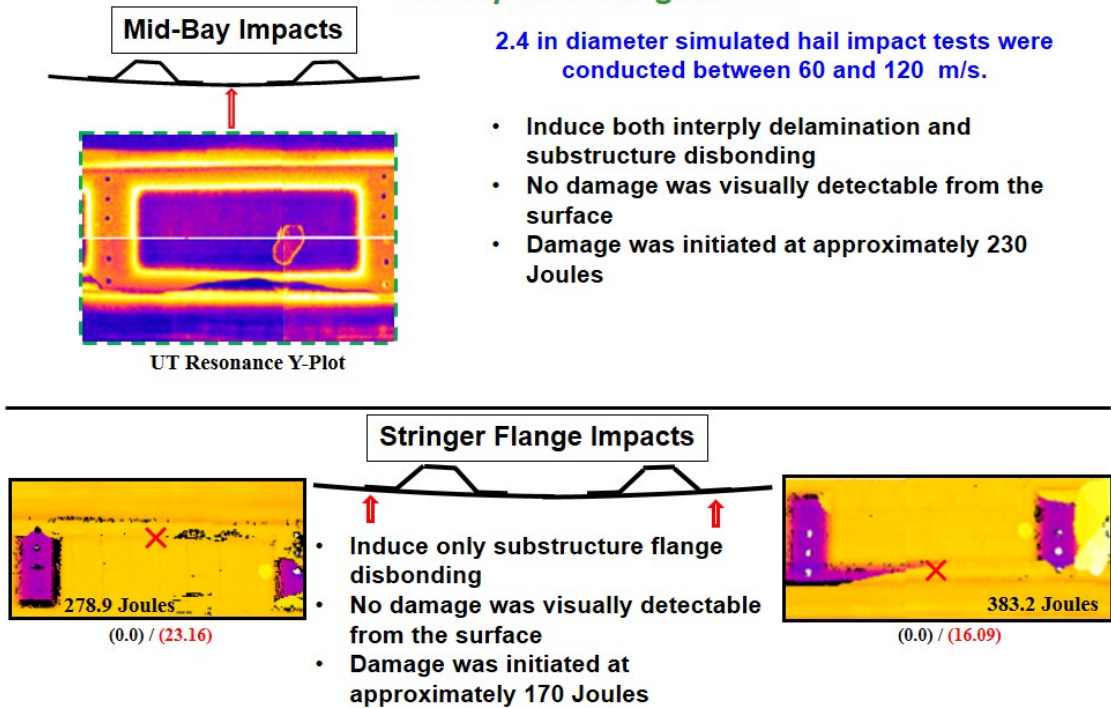 Mid-Bay Impacts
2.4 in diameter simulated hail impact tests were
conducted between 60 and 120 m/s.
• Induce both interply delamination and
substructure disbonding
• No damage was visually detectable from the
surface
• Damage was initiated at approximately 230
Joules
UT Resonance Y-Plot
Stringer Flange Impacts
278.9 Joules
(0.0) / (23.16)
• Induce only substructure flange
disbonding
• No damage was visually detectable
from the surface
• Damage was initiated at
approximately 170 Joules
383.2 Joules
(0.0) / (16.09)